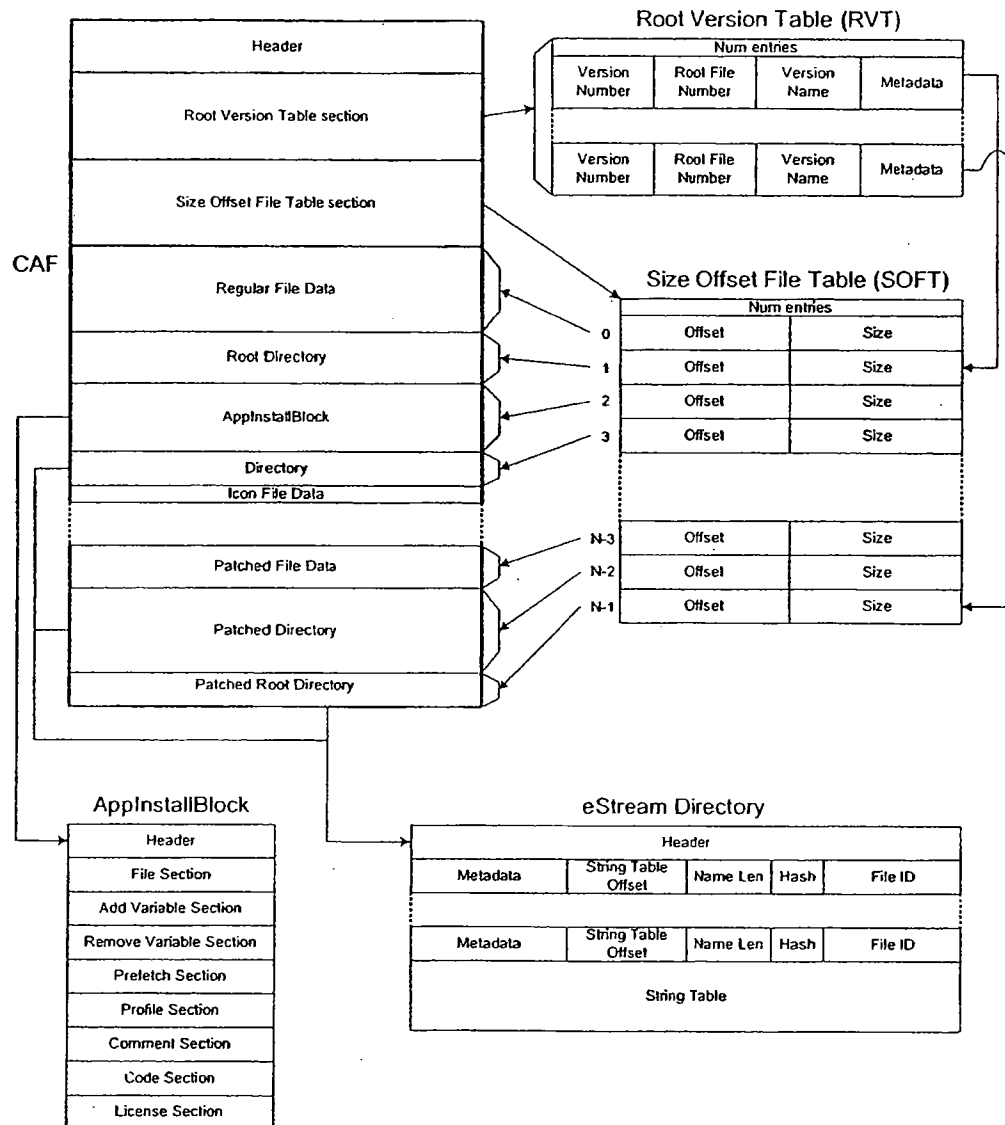 CAF
Header
Root Version Table section
Size Offset File Table section
Regular File Data
Root Directory
AppInstallBlock
Directory
Icon File Data
Patched File Data
Patched Directory
Patched Root Directory
Root Version Table (RVT)
Num entries
Version Number
Root File Number
Version Name
Metadata
Version Number
Root File Number
Version Name
Metadata
Size Offset File Table (SOFT)
Num entries
0 Offset Size
1 Offset Size
2 Offset Size
3 Offset Size
N-3 Offset Size
N-2 Offset Size
N-1 Offset Size
AppInstallBlock
Header
File Section
Add Variable Section
Remove Variable Section
Prefetch Section
Profile Section
Comment Section
Code Section
License Section
eStream Directory
Header
Metadata
String Table Offset
Name Len
Hash
File ID
Metadata
String Table Offset
Name Len
Hash
File ID
String Table